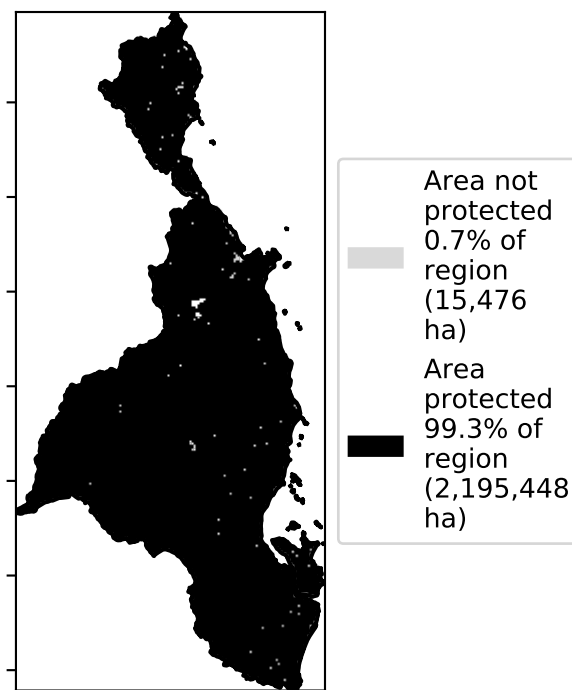 Area not
protected
0.7% of
region
(15,476
ha)
Area
protected
99.3% of
region
(2,195,448
ha)